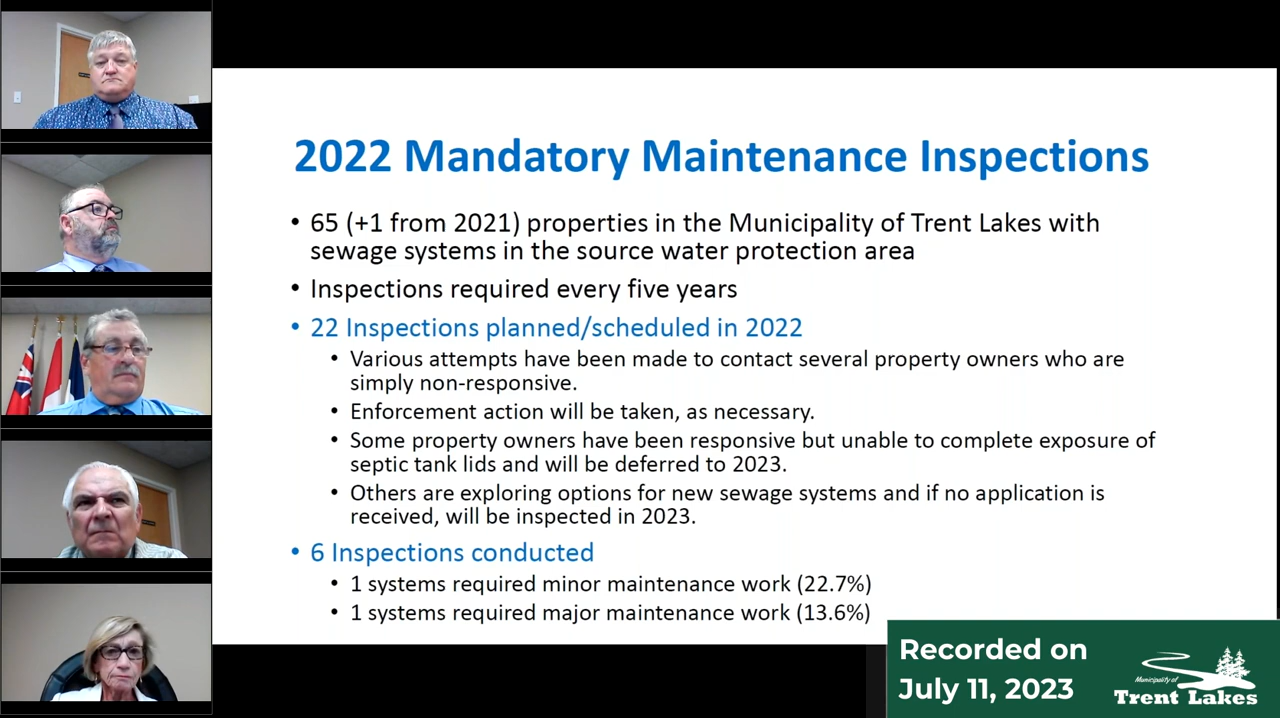 2022 Mandatory Maintenance Inspections
• 65 (+1 from 2021) properties in the Municipality of Trent Lakes with
sewage systems in the source water protection area
• Inspections required every five years
• 22 Inspections planned/scheduled in 2022
• Various attempts have been made to contact several property owners who are
simply non-responsive.
• Enforcement action will be taken, as necessary.
• Some property owners have been responsive but unable to complete exposure of
septic tank lids and will be deferred to 2023.
• Others are exploring options for new sewage systems and if no application is
received, will be inspected in 2023.
• 6 Inspections conducted
• 1 systems required minor maintenance work (22.7%)
• 1 systems required major maintenance work (13.6%)
Recorded on
July 11, 2023
Municipality of
Trent Lakes